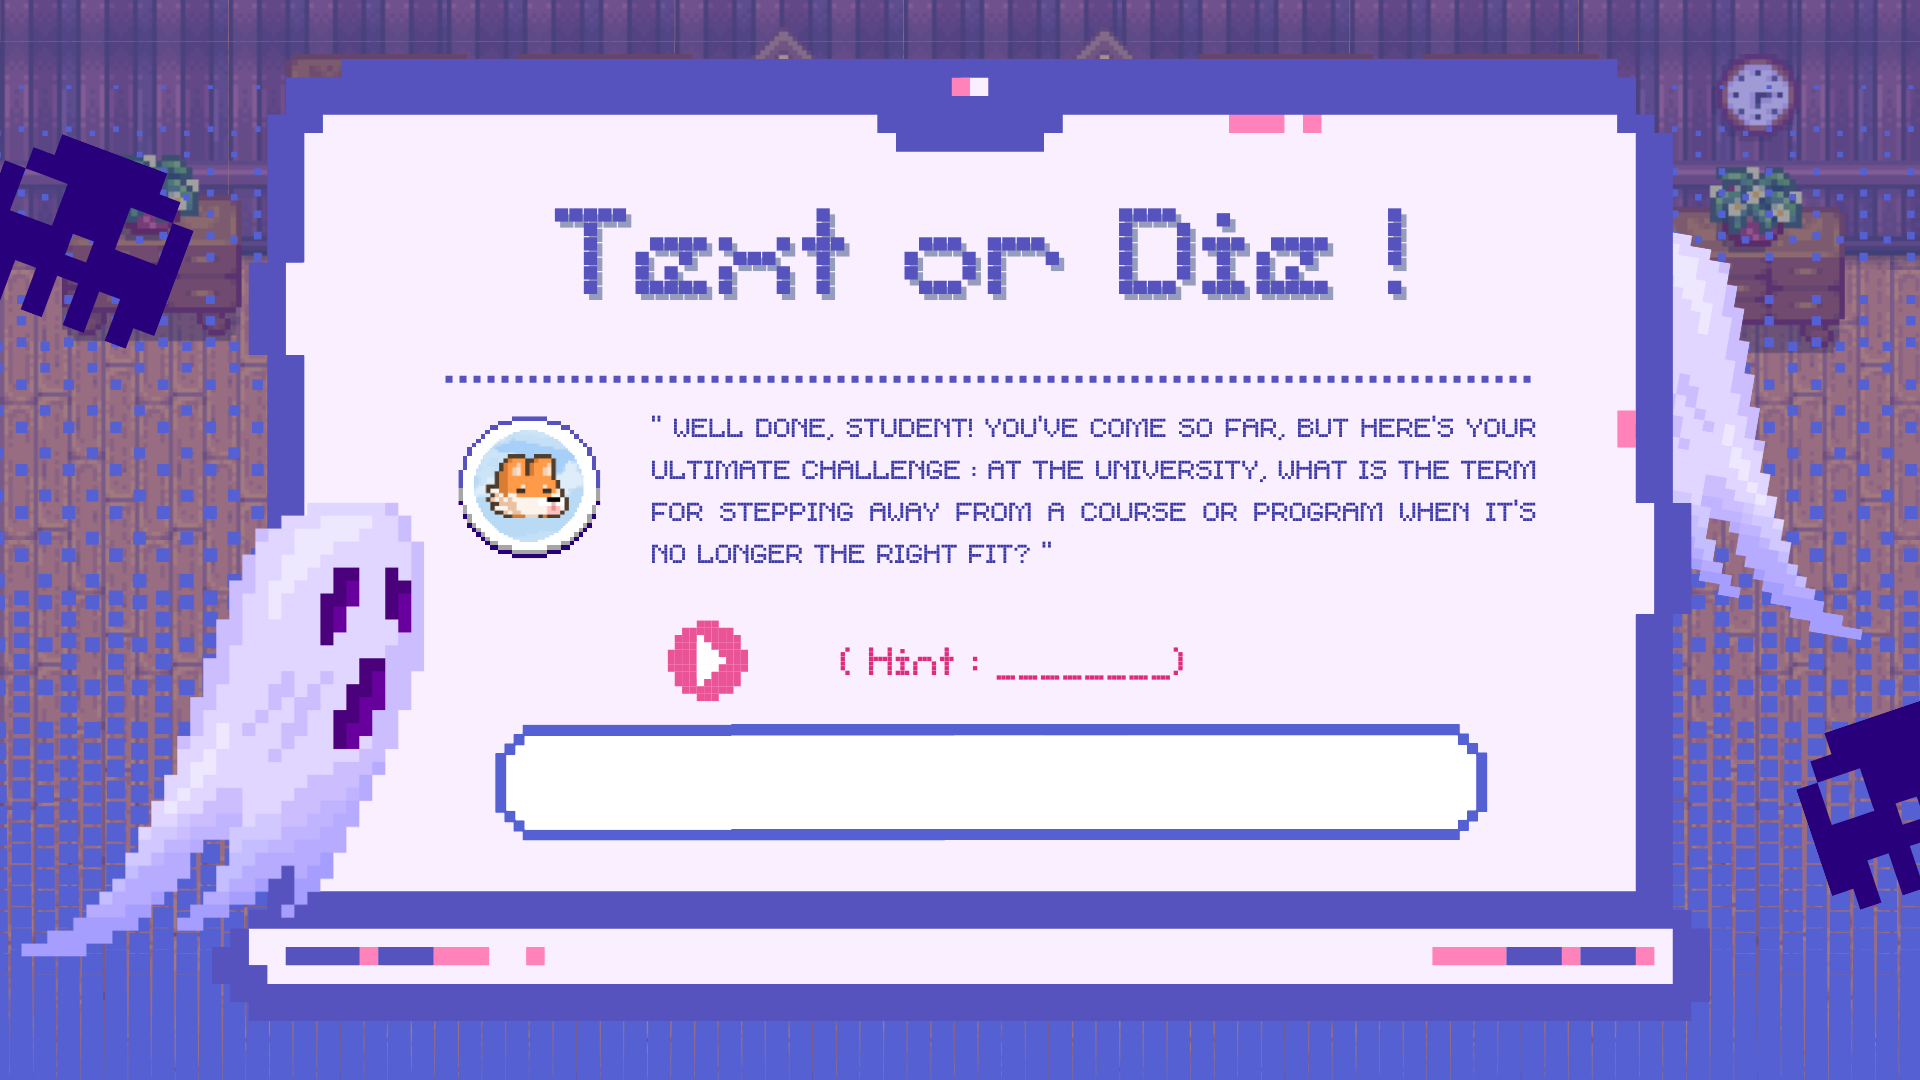 Text or Die !
" WELL DONE, STUDENT! YOU'VE COME SO FAR, BUT HERE'S YOUR
ULTIMATE CHALLENGE : AT THE UNIVERSITY, WHAT IS THE TERM
FOR STEPPING AWAY FROM A COURSE OR PROGRAM WHEN IT'S
NO LONGER THE RIGHT FIT? "
( Hint : ________)